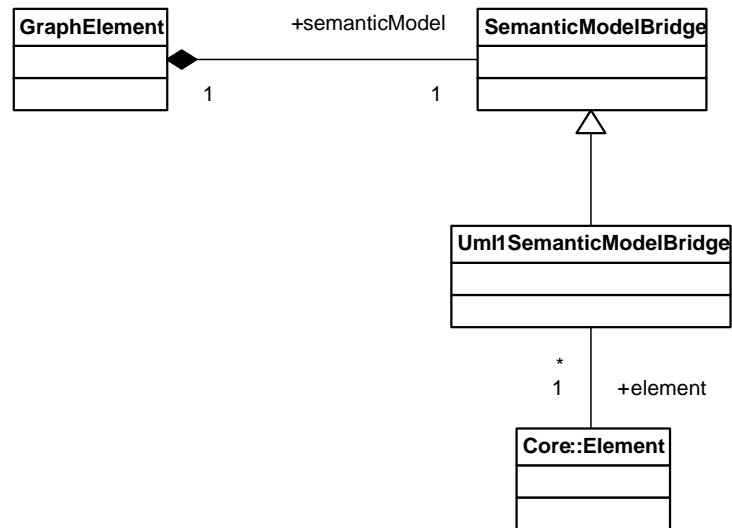 GraphElement +semanticModel SemanticModelBridge
1 1
Uml1SemanticModelBridge
*
1 +element
Core::Element